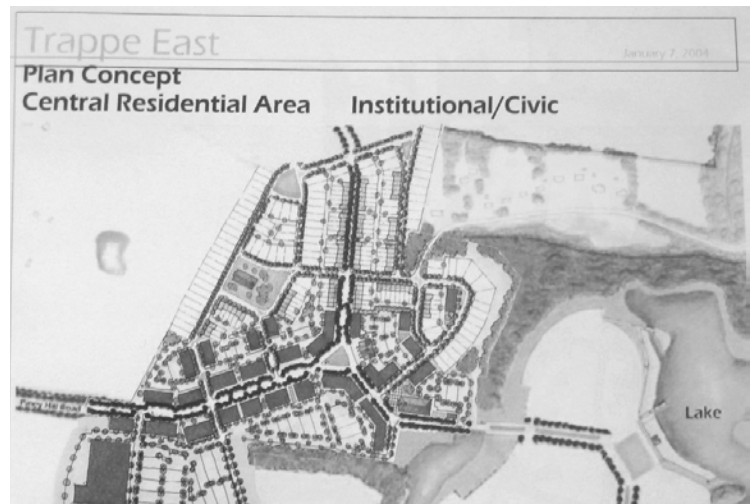 Trappe East
January 7, 2004
Plan Concept
Central Residential Area Institutional/Civic
Lake